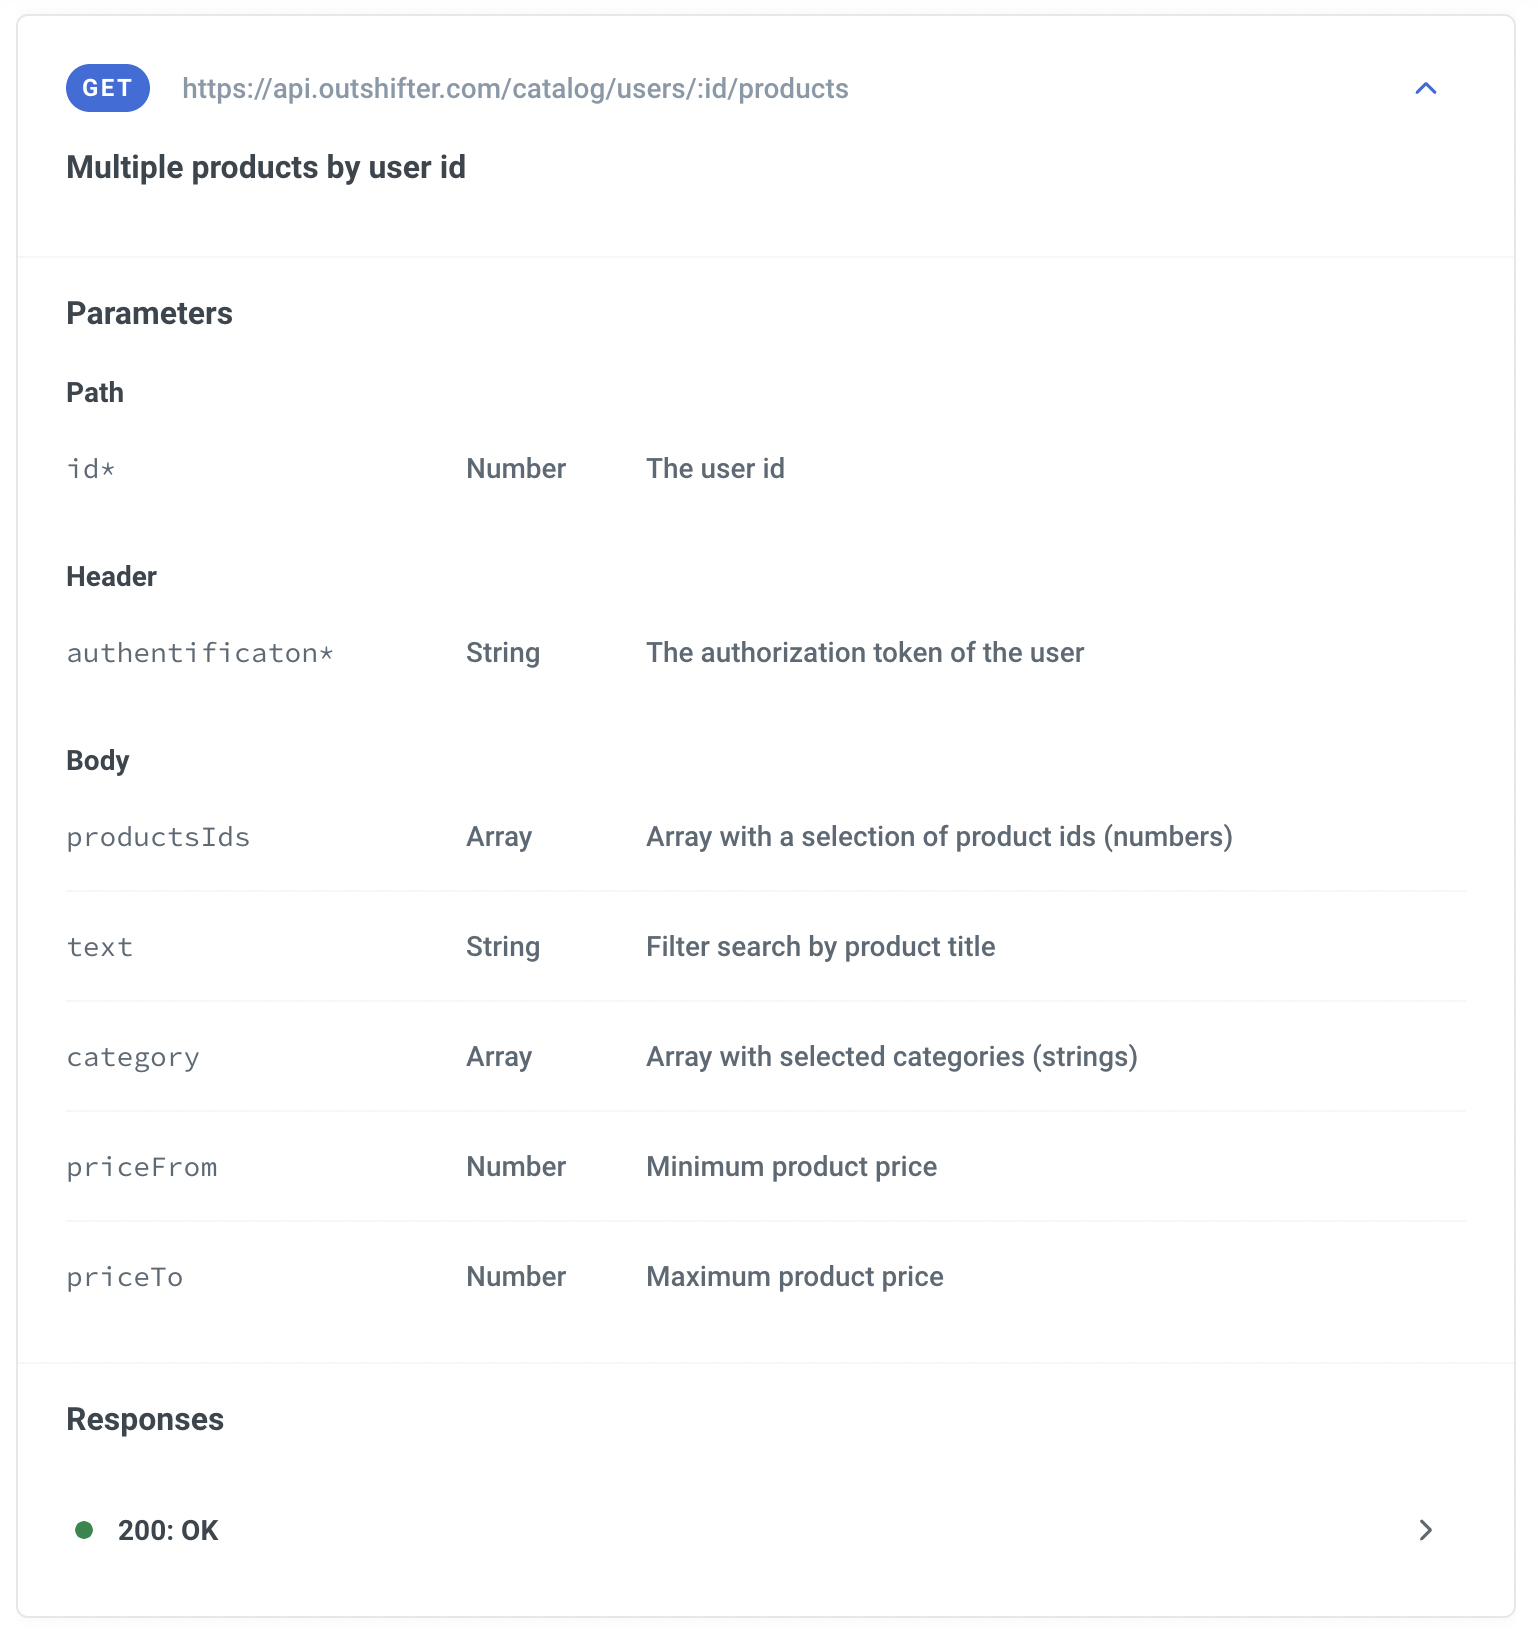 GET https://api.outshifter.com/catalog/users/:id/products
Multiple products by user id
Parameters
Path
id* Number The user id
Header
authentificaton* String The authorization token of the user
Body
productsIds Array Array with a selection of product ids (numbers)
text String Filter search by product title
category Array Array with selected categories (strings)
priceFrom Number Minimum product price
priceTo Number Maximum product price
Responses
200: OK